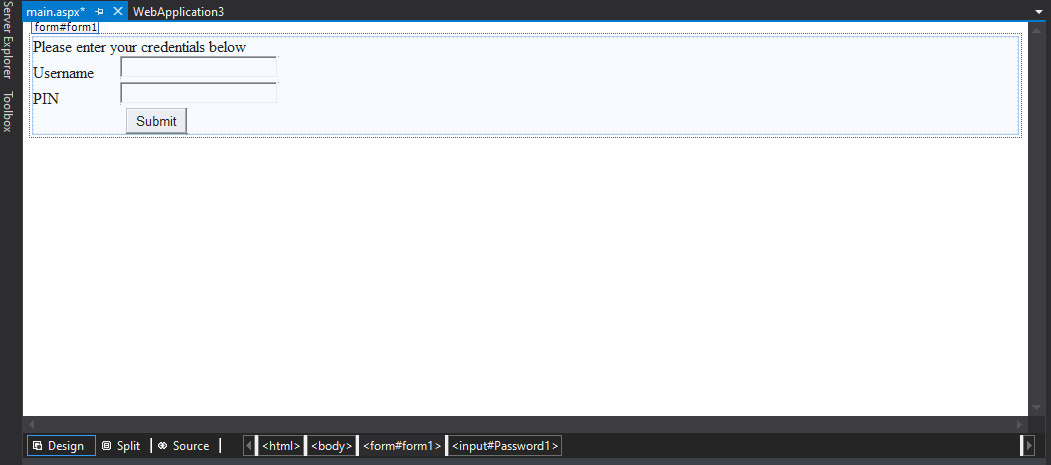 Server Explorer
Toolbox
main.aspx*
WebApplication3
form#form1
Please enter your credentials below
Username
PIN
Submit
Design Split Source <html> <body> <form#form1> <input#Password1>